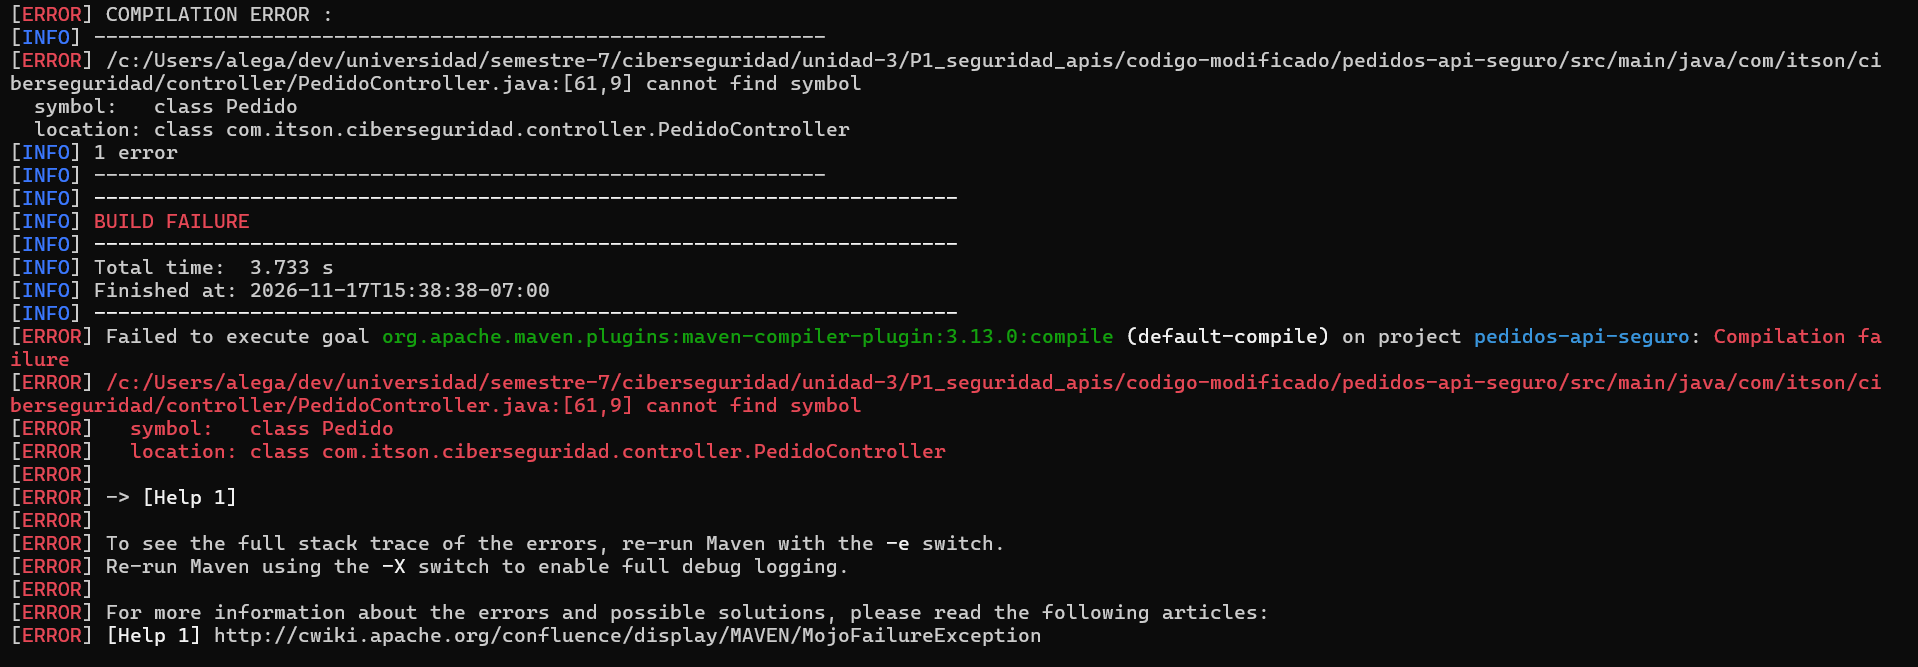 [ERROR] COMPILATION ERROR :
[INFO] -------------------------------------------------------------
[ERROR] /c:/Users/alega/dev/universidad/semestre-7/ciberseguridad/unidad-3/P1_seguridad_apis/codigo-modificado/pedidos-api-seguro/src/main/java/com/itson/ci
berseguridad/controller/PedidoController.java:[61,9] cannot find symbol
  symbol:   class Pedido
  location: class com.itson.ciberseguridad.controller.PedidoController
[INFO] 1 error
[INFO] -------------------------------------------------------------
[INFO] ------------------------------------------------------------------------
[INFO] BUILD FAILURE
[INFO] ------------------------------------------------------------------------
[INFO] Total time:  3.733 s
[INFO] Finished at: 2026-11-17T15:38:38-07:00
[INFO] ------------------------------------------------------------------------
[ERROR] Failed to execute goal org.apache.maven.plugins:maven-compiler-plugin:3.13.0:compile (default-compile) on project pedidos-api-seguro: Compilation fa
ilure
[ERROR] /c:/Users/alega/dev/universidad/semestre-7/ciberseguridad/unidad-3/P1_seguridad_apis/codigo-modificado/pedidos-api-seguro/src/main/java/com/itson/ci
berseguridad/controller/PedidoController.java:[61,9] cannot find symbol
[ERROR]   symbol:   class Pedido
[ERROR]   location: class com.itson.ciberseguridad.controller.PedidoController
[ERROR]
[ERROR] -> [Help 1]
[ERROR]
[ERROR] To see the full stack trace of the errors, re-run Maven with the -e switch.
[ERROR] Re-run Maven using the -X switch to enable full debug logging.
[ERROR]
[ERROR] For more information about the errors and possible solutions, please read the following articles:
[ERROR] [Help 1] http://cwiki.apache.org/confluence/display/MAVEN/MojoFailureException